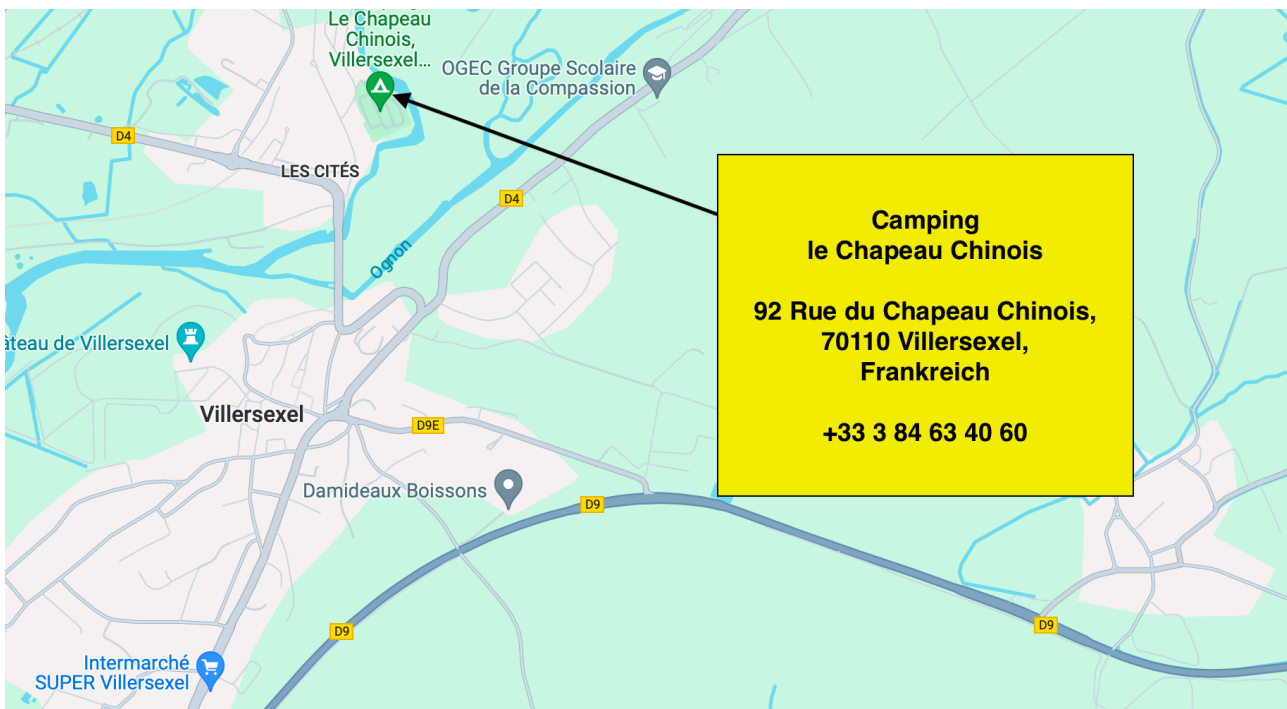 Le Chapeau
Chinois,
Villersexel...
OGEC Groupe Scolaire
de la Compassion
D4
LES CITÉS
D4
Ognon
Camping
le Chapeau Chinois
92 Rue du Chapeau Chinois,
70110 Villersexel,
Frankreich
+33 3 84 63 40 60
âteau de Villersexel
Villersexel
D9E
Damideaux Boissons
D9
D9
D9
Intermarché
SUPER Villersexel